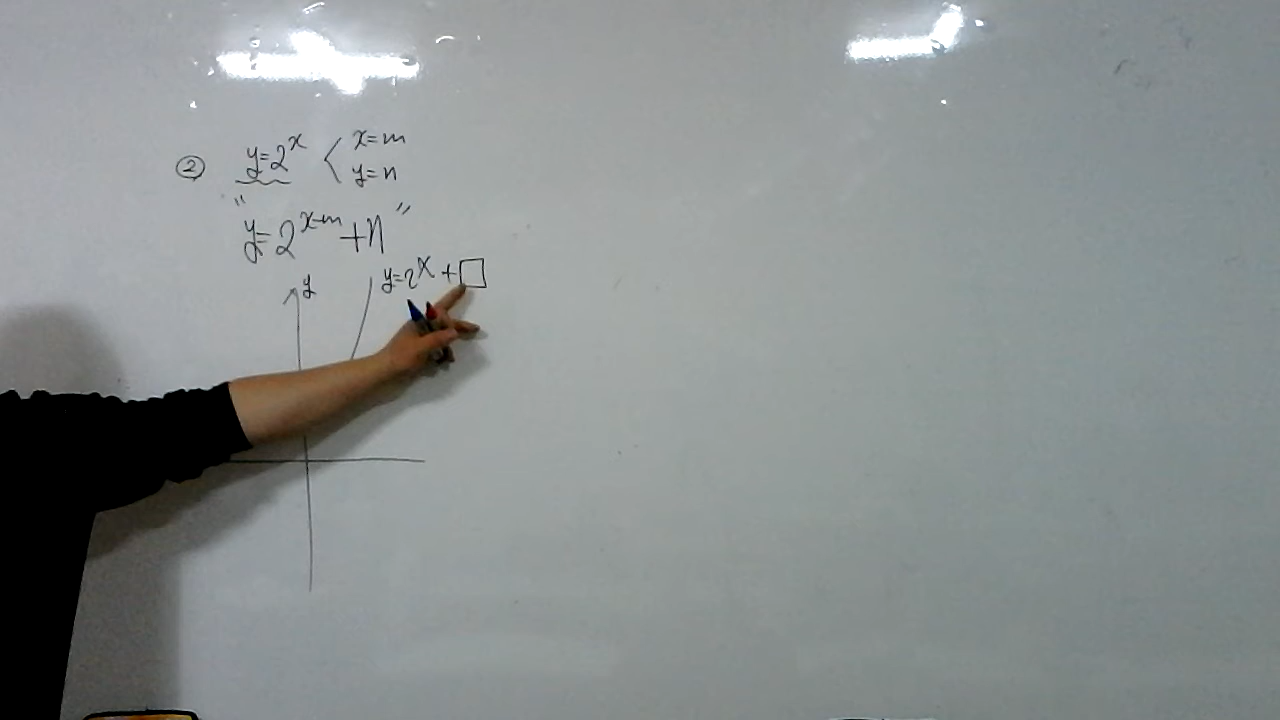 ② y=2^x < x=m
y=n
"y=2^{x-m}+n"
y
y=2^x+□